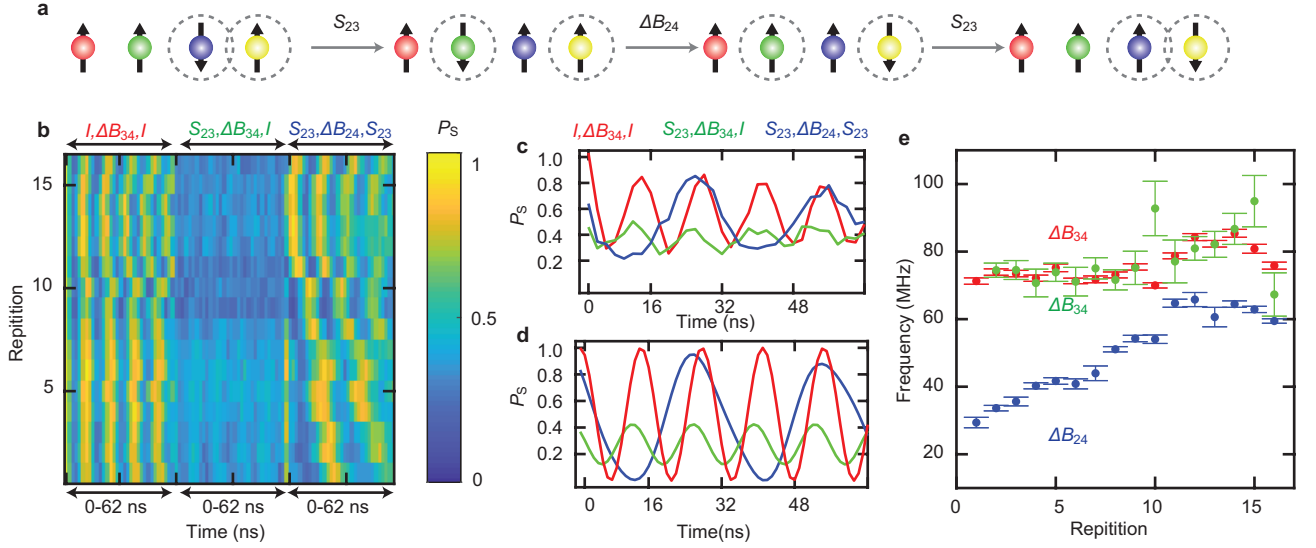 a
S₂₃ ΔB₂₄ S₂₃
b
I,ΔB₃₄,I S₂₃,ΔB₃₄,I S₂₃,ΔB₂₄,S₂₃
Pₛ
15
10
5
Repitition
0-62 ns 0-62 ns 0-62 ns
Time (ns)
1
0.5
0
c
I,ΔB₃₄,I S₂₃,ΔB₃₄,I S₂₃,ΔB₂₄,S₂₃
1.0
0.8
0.6
0.4
0.2
Pₛ
0 16 32 48
Time (ns)
d
1.0
0.8
0.6
0.4
0.2
Pₛ
0 16 32 48
Time(ns)
e
100
80
60
40
20
Frequency (MHz)
ΔB₃₄
ΔB₃₄
ΔB₂₄
0 5 10 15
Repitition